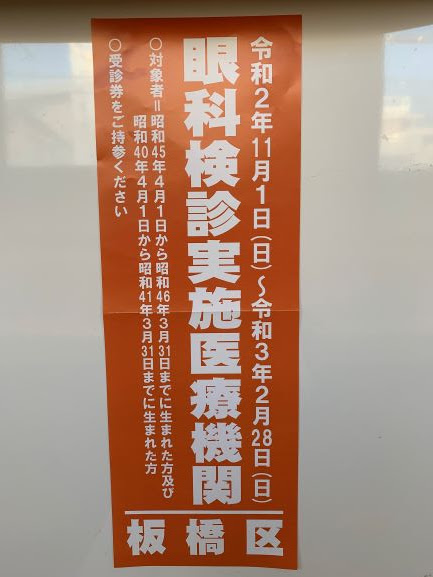 令和2年11月1日(日)~令和3年2月28日(日)
眼科検診実施医療機関
○対象者=昭和45年4月1日から昭和46年3月31日までに生まれた方及び
昭和40年4月1日から昭和41年3月31日までに生まれた方
○受診券をご持参ください
板橋区